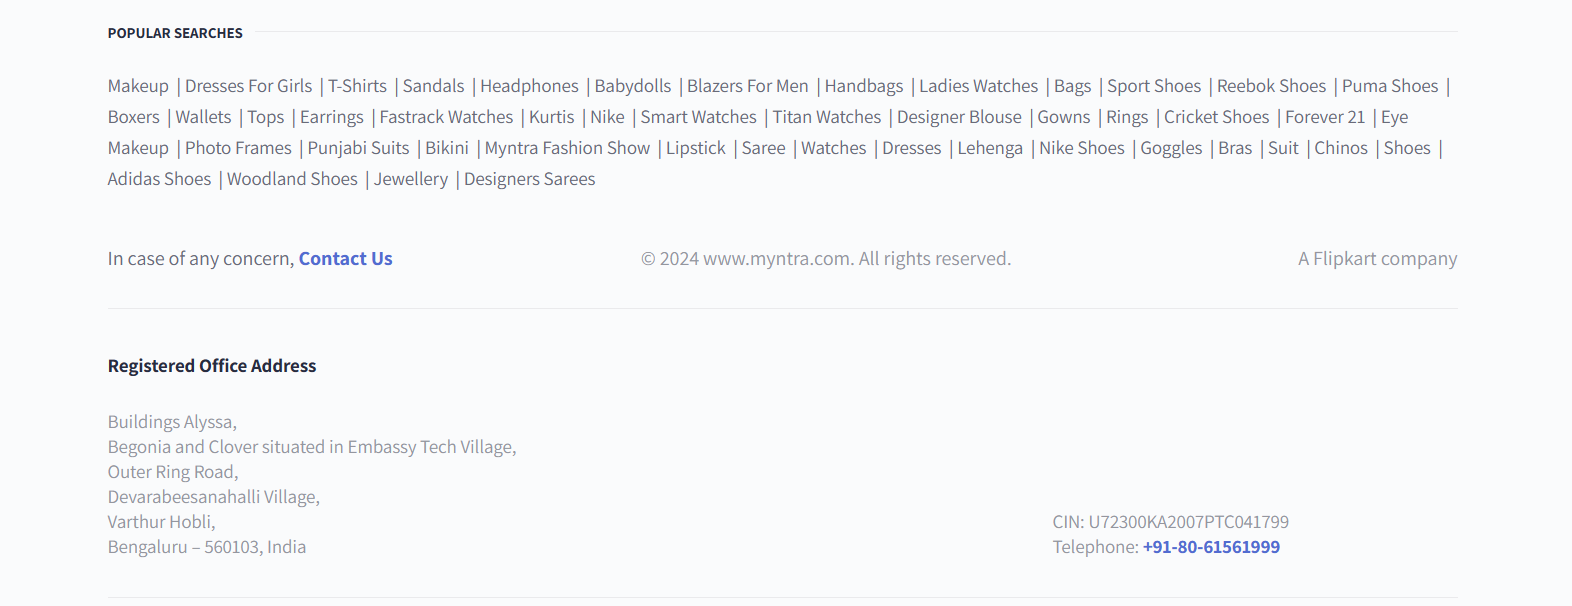 POPULAR SEARCHES
Makeup | Dresses For Girls | T-Shirts | Sandals | Headphones | Babydolls | Blazers For Men | Handbags | Ladies Watches | Bags | Sport Shoes | Reebok Shoes | Puma Shoes |
Boxers | Wallets | Tops | Earrings | Fastrack Watches | Kurtis | Nike | Smart Watches | Titan Watches | Designer Blouse | Gowns | Rings | Cricket Shoes | Forever 21 | Eye
Makeup | Photo Frames | Punjabi Suits | Bikini | Myntra Fashion Show | Lipstick | Saree | Watches | Dresses | Lehenga | Nike Shoes | Goggles | Bras | Suit | Chinos | Shoes |
Adidas Shoes | Woodland Shoes | Jewellery | Designers Sarees
In case of any concern, Contact Us
© 2024 www.myntra.com. All rights reserved.
A Flipkart company
Registered Office Address
Buildings Alyssa,
Begonia and Clover situated in Embassy Tech Village,
Outer Ring Road,
Devarabeesanahalli Village,
Varthur Hobli,
Bengaluru – 560103, India
CIN: U72300KA2007PTC041799
Telephone: +91-80-61561999